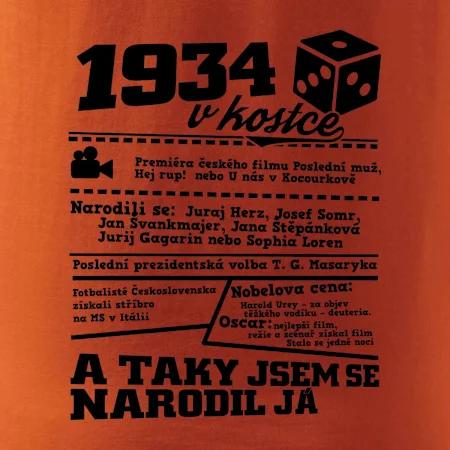 1934
v kostce
Premiéra českého filmu Poslední muž,
Hej rup! nebo U nás v Kocourkově
Narodili se: Juraj Herz, Josef Somr,
Jan Švankmajer, Jana Štěpánková
Jurij Gagarin nebo Sophia Loren
Poslední prezidentská volba T. G. Masaryka
Fotbalisté Československa
získali stříbro
na MS v Itálii
Nobelova cena:
Harold Urey - za objev
těžkého vodíku - deuteria.
Oscar: nejlepší film,
režie a scénař získal film
Stalo se jedné noci
A TAKY JSEM SE
NARODIL JÁ